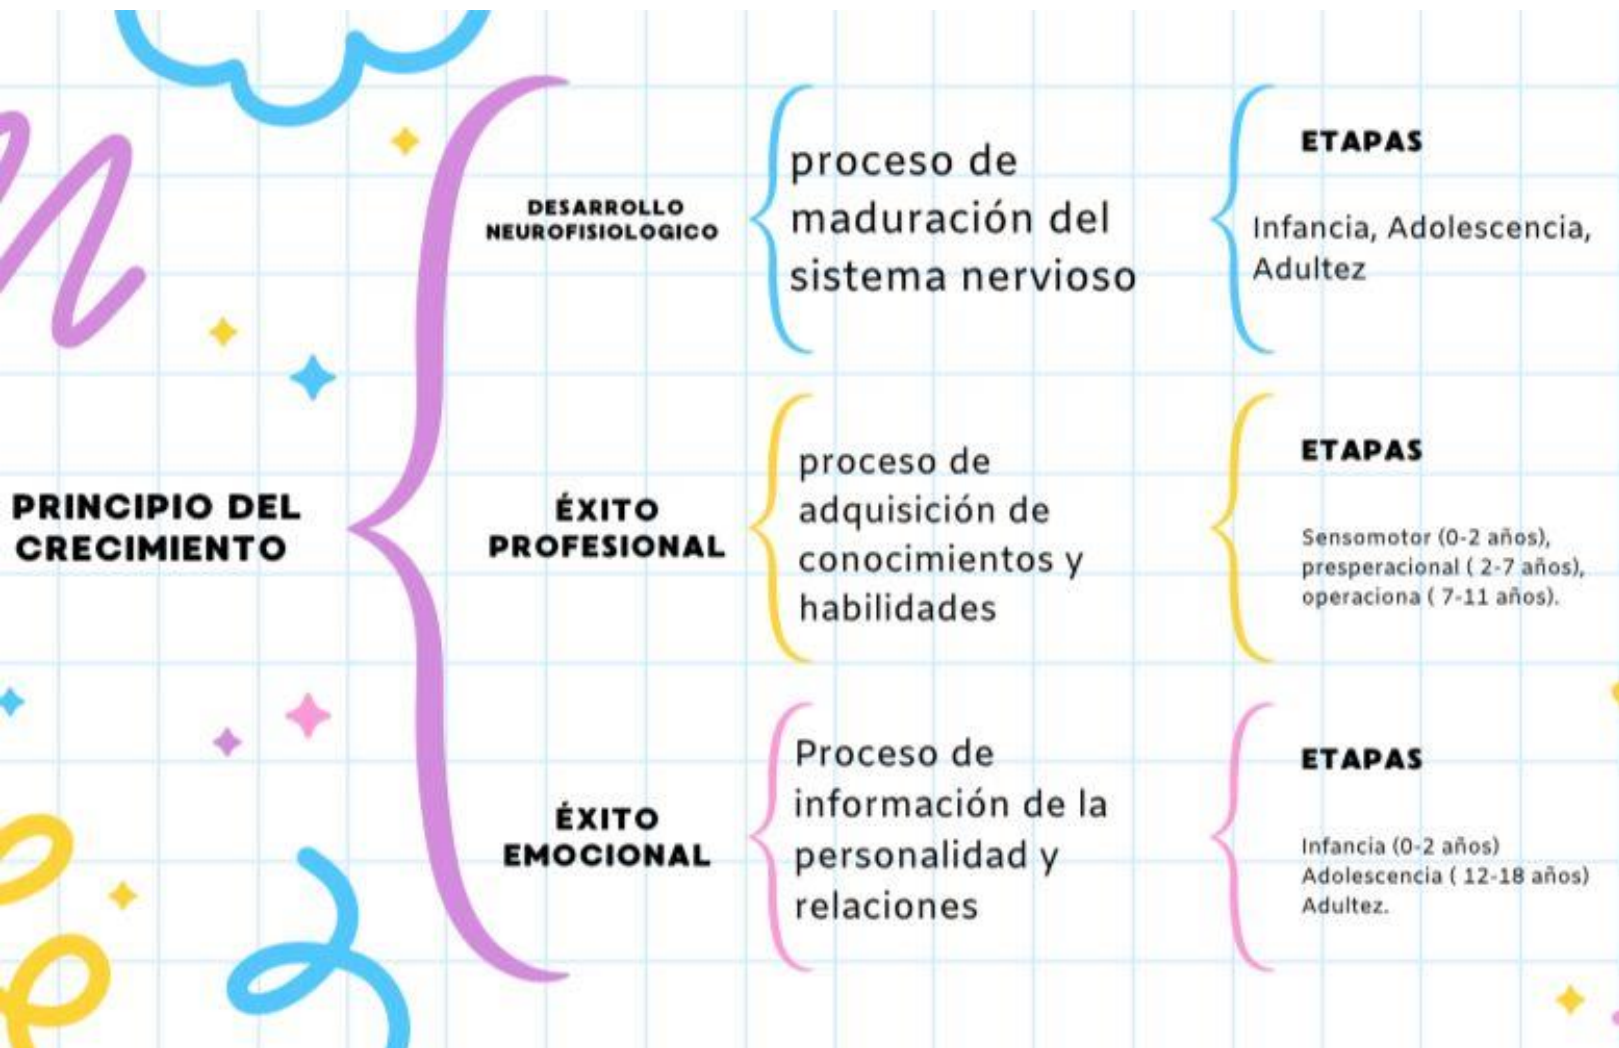 PRINCIPIO DEL
CRECIMIENTO
DESARROLLO
NEUROFISIOLOGICO
proceso de
maduración del
sistema nervioso
ETAPAS
Infancia, Adolescencia,
Adultez
ÉXITO
PROFESIONAL
proceso de
adquisición de
conocimientos y
habilidades
ETAPAS
Sensomotor (0-2 años),
presperacional ( 2-7 años),
operaciona ( 7-11 años).
ÉXITO
EMOCIONAL
Proceso de
información de la
personalidad y
relaciones
ETAPAS
Infancia (0-2 años)
Adolescencia ( 12-18 años)
Adultez.